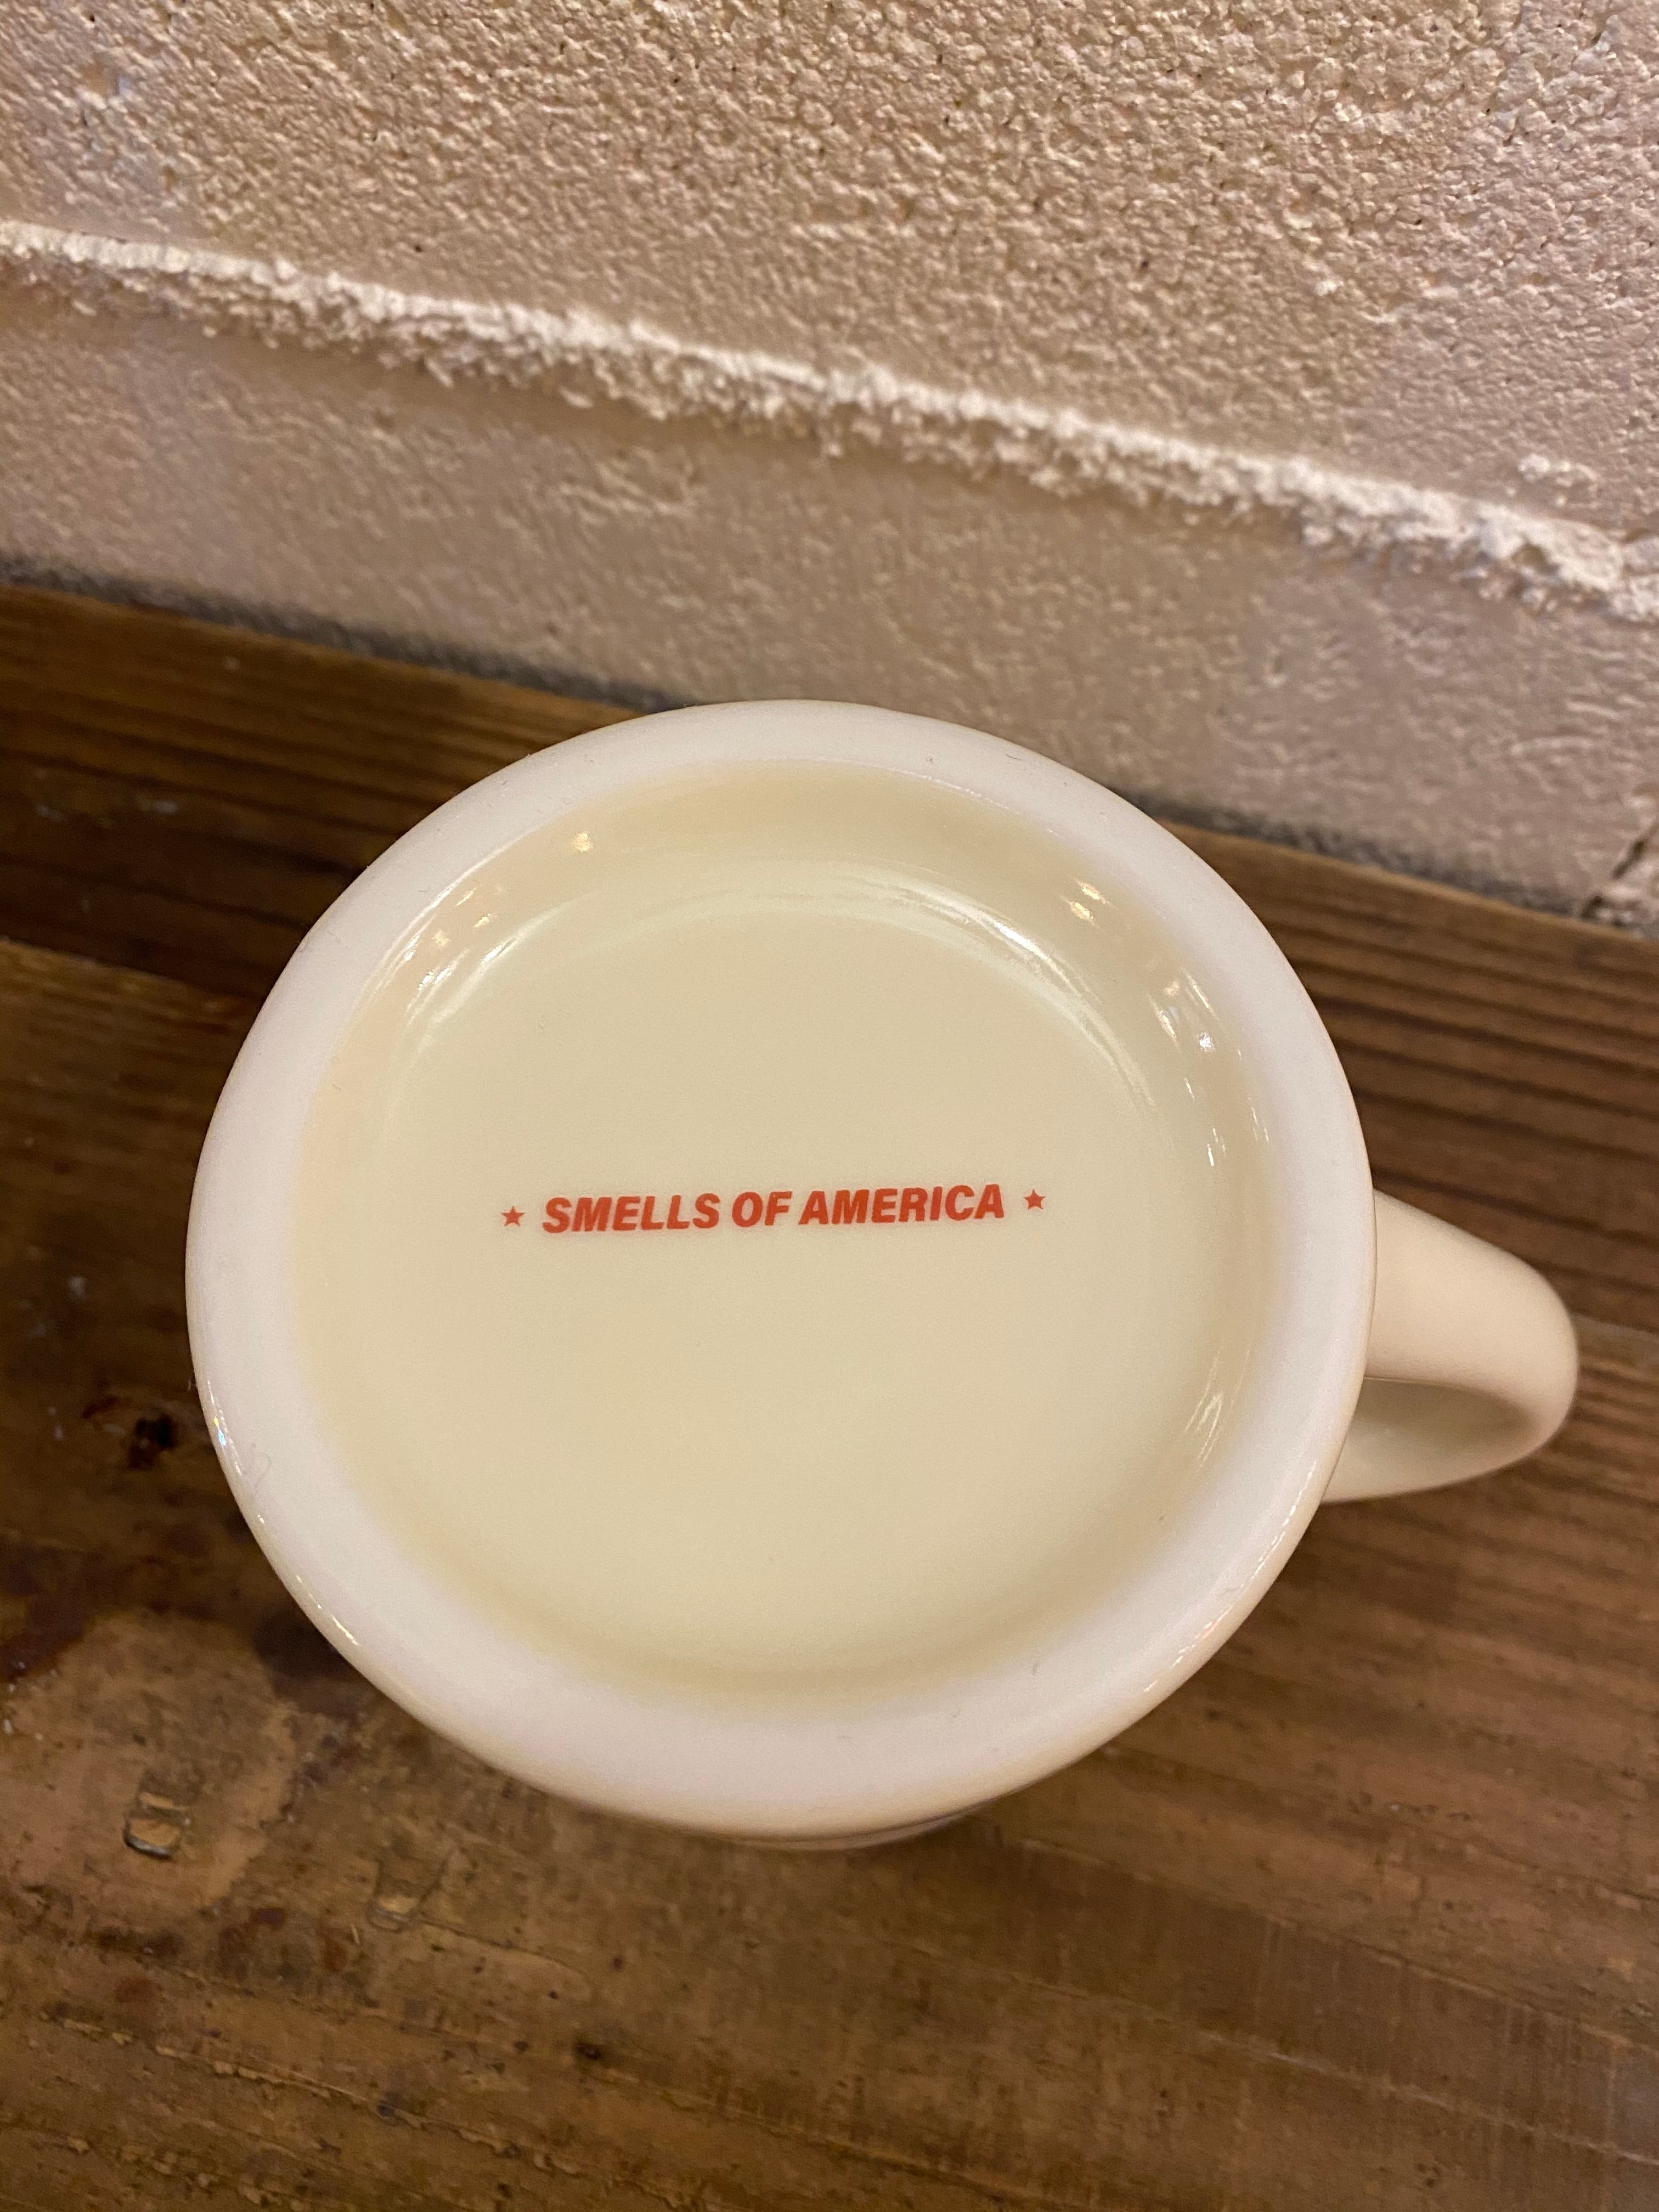 ★ SMELLS OF AMERICA ★